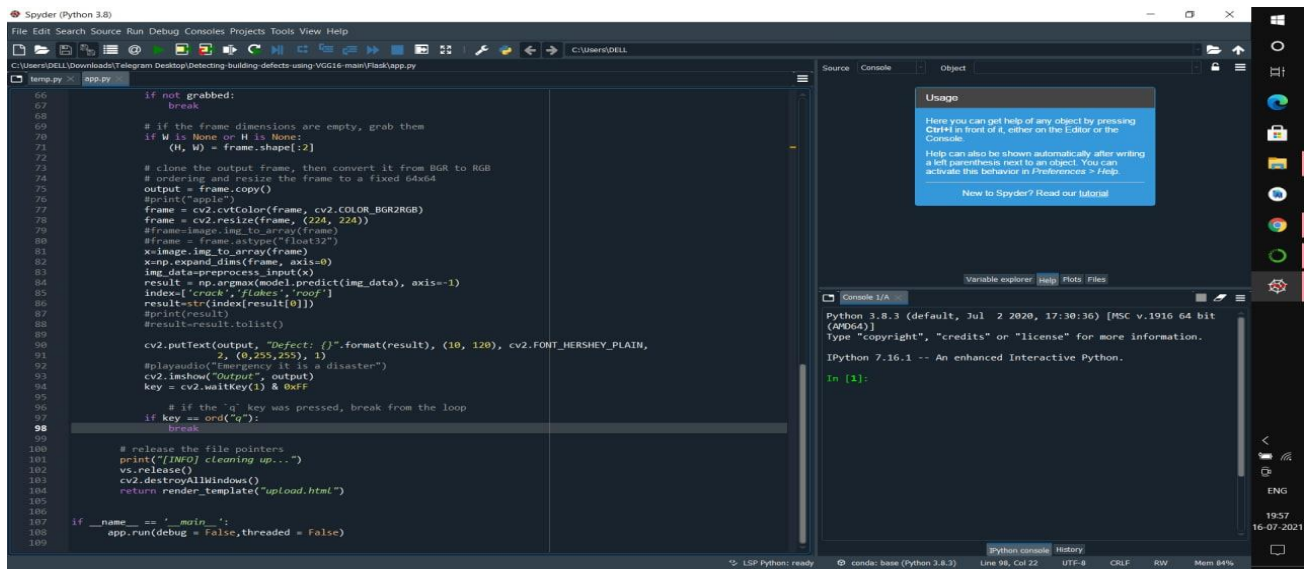 Spyder (Python 3.8)
File Edit Search Source Run Debug Consoles Projects Tools View Help
C:\Users\DELL
C:\Users\DELL\Downloads\Telegram Desktop\Detecting-building-defects-using-VGG16-main\Flask\app.py
temp.py
app.py
66 if not grabbed:
67 break
68
69 # if the frame dimensions are empty, grab them
70 if W is None or H is None:
71 (H, W) = frame.shape[:2]
72
73 # clone the output frame, then convert it from BGR to RGB
74 # ordering and resize the frame to a fixed 64x64
75 output = frame.copy()
76 #print("apple")
77 frame = cv2.cvtColor(frame, cv2.COLOR_BGR2RGB)
78 frame = cv2.resize(frame, (224, 224))
79 #frame=image.img_to_array(frame)
80 #frame = frame.astype("float32")
81 x=image.img_to_array(frame)
82 x=np.expand_dims(frame, axis=0)
83 img_data=preprocess_input(x)
84 result = np.argmax(model.predict(img_data), axis=-1)
85 index=['crack','flakes','roof']
86 result=str(index[result[0]])
87 #print(result)
88 #result=result.tolist()
89
90 cv2.putText(output, "Defect: {}".format(result), (10, 120), cv2.FONT_HERSHEY_PLAIN,
91 2, (0,255,255), 1)
92 #playaudio("Emergency it is a disaster")
93 cv2.imshow("Output", output)
94 key = cv2.waitKey(1) & 0xFF
95
96 # if the `q` key was pressed, break from the loop
97 if key == ord("q"):
98 break
99
100 # release the file pointers
101 print("[INFO] cleaning up...")
102 vs.release()
103 cv2.destroyAllWindows()
104 return render_template("upload.html")
105
106
107 if __name__ == '__main__':
108 app.run(debug = False,threaded = False)
109
Source Console Object
Usage
Here you can get help of any object by pressing
Ctrl+I in front of it, either on the Editor or the
Console.
Help can also be shown automatically after writing
a left parenthesis next to an object. You can
activate this behavior in Preferences > Help.
New to Spyder? Read our tutorial
Variable explorer Help Plots Files
Console 1/A
Python 3.8.3 (default, Jul 2 2020, 17:30:36) [MSC v.1916 64 bit
(AMD64)]
Type "copyright", "credits" or "license" for more information.
IPython 7.16.1 -- An enhanced Interactive Python.
In [1]:
IPython console History
LSP Python: ready conda: base (Python 3.8.3) Line 98, Col 22 UTF-8 CRLF RW Mem 84%
ENG
19:57
16-07-2021